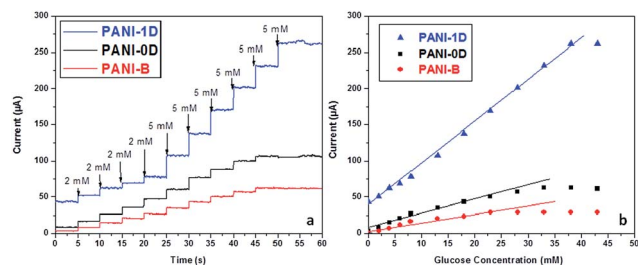 300
250
200
150
100
50
0
Current (µA)
PANI-1D
PANI-0D
PANI-B
2 mM
2 mM
2 mM
2 mM
5 mM
5 mM
5 mM
5 mM
5 mM
5 mM
a
0 5 10 15 20 25 30 35 40 45 50 55 60
Time (s)
300
250
200
150
100
50
0
Current (µA)
PANI-1D
PANI-0D
PANI-B
b
0 5 10 15 20 25 30 35 40 45 50
Glucose Concentration (mM)